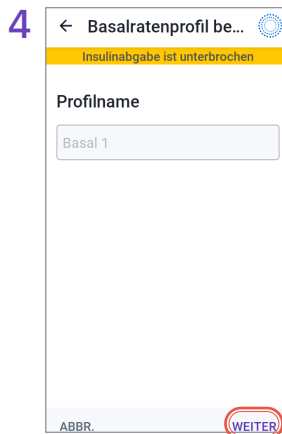 4
Basalratenprofil be...
Insulinabgabe ist unterbrochen
Profilname
Basal 1
ABBR.
WEITER